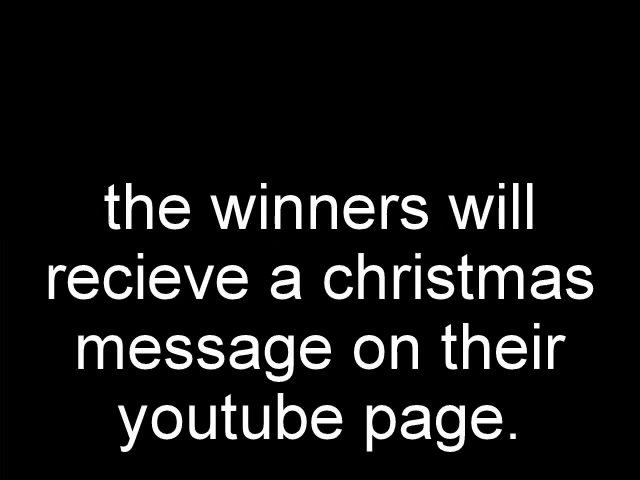 the winners will
recieve a christmas
message on their
youtube page.